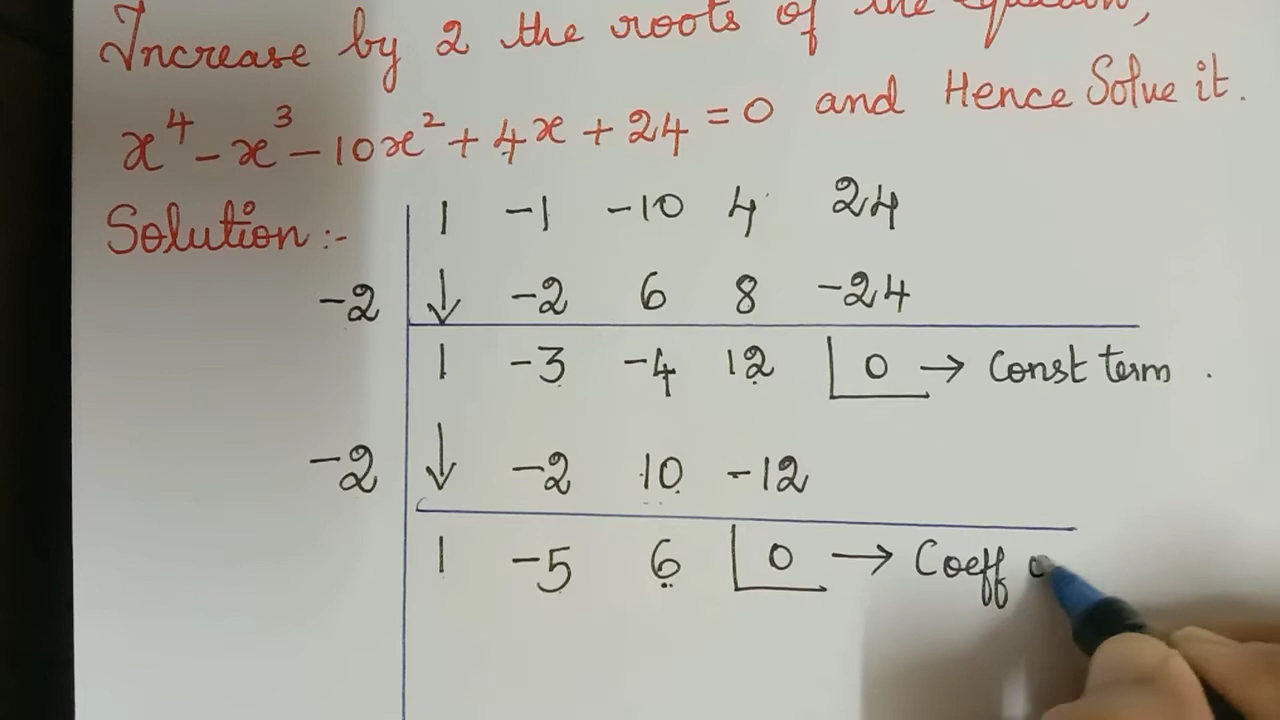 Increase by 2 the roots of the equation,
x⁴ - x³ - 10x² + 4x + 24 = 0 and Hence Solve it.
Solution :-
1 -1 -10 4 24
-2 ↓ -2 6 8 -24
1 -3 -4 12 0 → Const term .
-2 ↓ -2 10 -12
1 -5 6 0 → Coeff